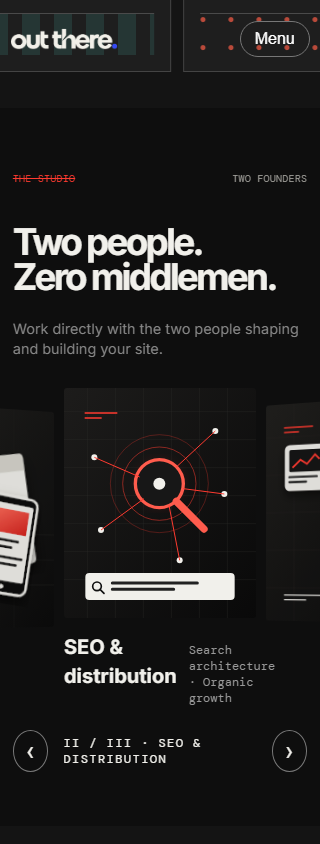 out there.
Menu
THE STUDIO
TWO FOUNDERS
Two people.
Zero middlemen.
Work directly with the two people shaping
and building your site.
SEO &
distribution
Search
architecture
· Organic
growth
II / III · SEO &
DISTRIBUTION